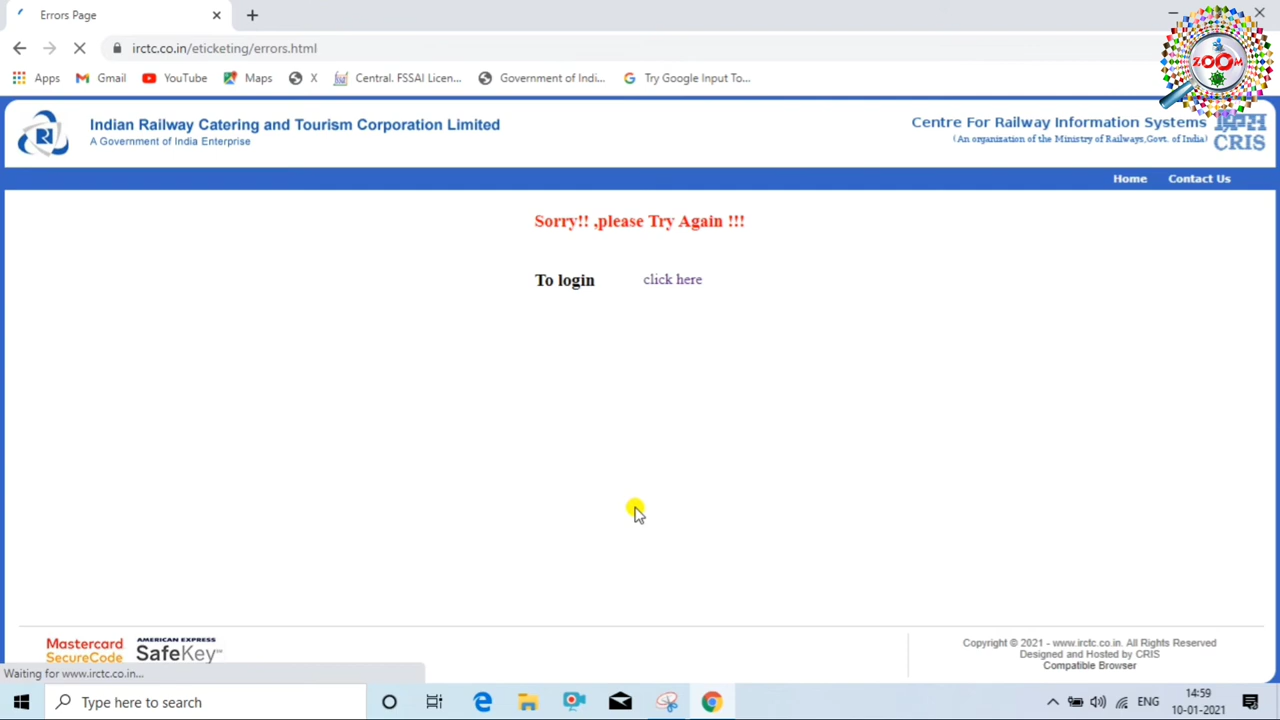 Errors Page
irctc.co.in/eticketing/errors.html
Apps Gmail YouTube Maps X Central. FSSAI Licen... Government of Indi... Try Google Input To...
ZOOM
Indian Railway Catering and Tourism Corporation Limited
A Government of India Enterprise
Centre For Railway Information Systems
(An organization of the Ministry of Railways,Govt. of India)
CRIS
Home Contact Us
Sorry!! ,please Try Again !!!
To login click here
Mastercard
SecureCode
AMERICAN EXPRESS
SafeKey
Copyright © 2021 - www.irctc.co.in. All Rights Reserved
Designed and Hosted by CRIS
Compatible Browser
Waiting for www.irctc.co.in...
Type here to search
ENG
14:59
10-01-2021